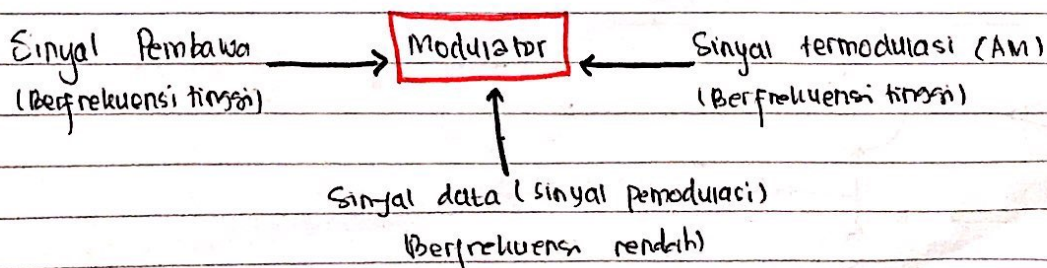 Sinyal Pembawa
(Berfrekuensi tinggi)
Modulator
Sinyal termodulasi (AM)
(Berfrekuensi tinggi)
Sinyal data (sinyal pemodulasi)
(Berfrekuensi rendah)